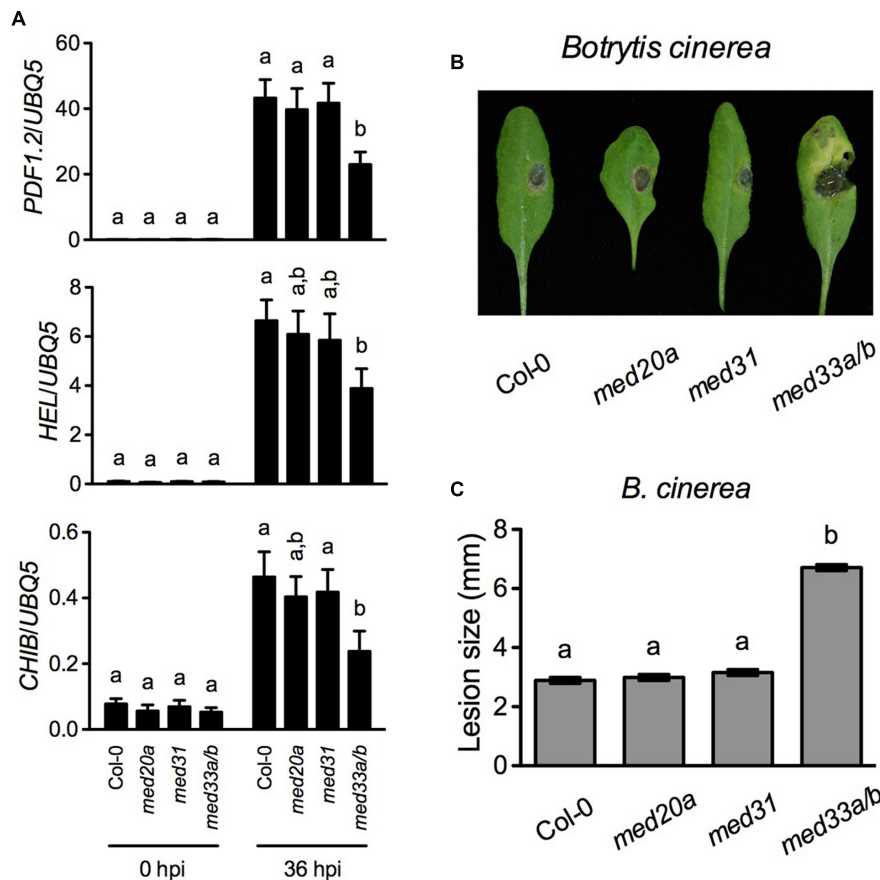 A
PDF1.2/UBQ5
60
40
20
0
a a a a
a a a b
HEL/UBQ5
8
6
4
2
0
a a a a
a a,b a,b b
CHIB/UBQ5
0.6
0.4
0.2
0.0
a a a a
a a,b a b
Col-0 med20a med31 med33a/b
Col-0 med20a med31 med33a/b
0 hpi 36 hpi
B
Botrytis cinerea
Col-0 med20a med31 med33a/b
C
B. cinerea
Lesion size (mm)
8
6
4
2
0
a a a b
Col-0 med20a med31 med33a/b